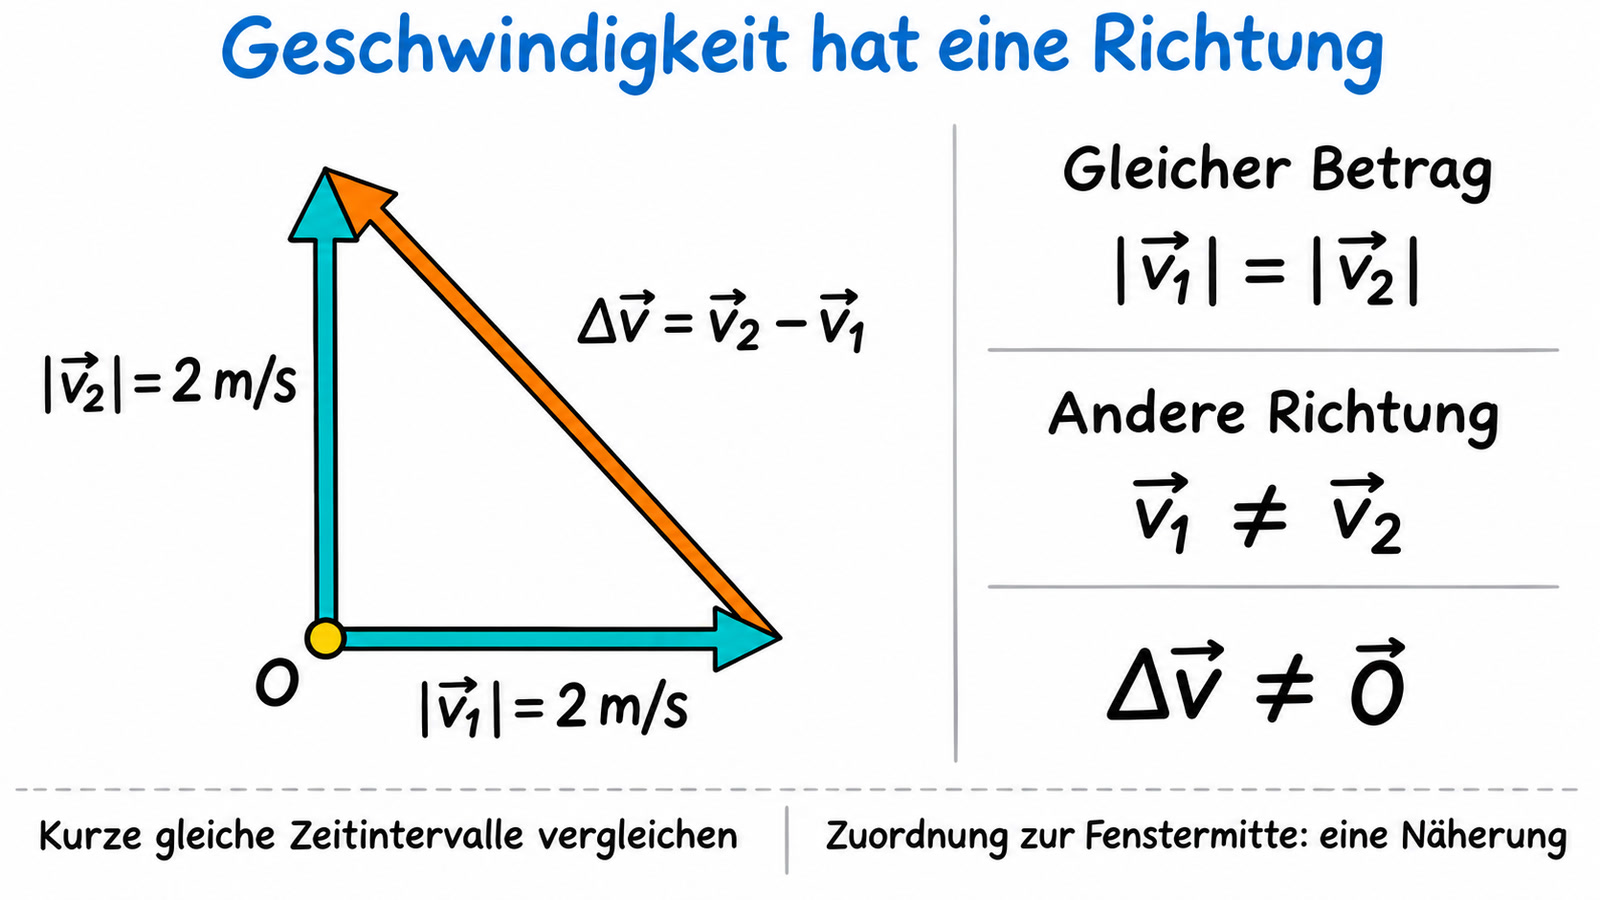 Geschwindigkeit hat eine Richtung
|v⃗₂| = 2 m/s
Δv⃗ = v⃗₂ − v⃗₁
O
|v⃗₁| = 2 m/s
Gleicher Betrag
|v⃗₁| = |v⃗₂|
Andere Richtung
v⃗₁ ≠ v⃗₂
Δv⃗ ≠ 0⃗
Kurze gleiche Zeitintervalle vergleichen
Zuordnung zur Fenstermitte: eine Näherung